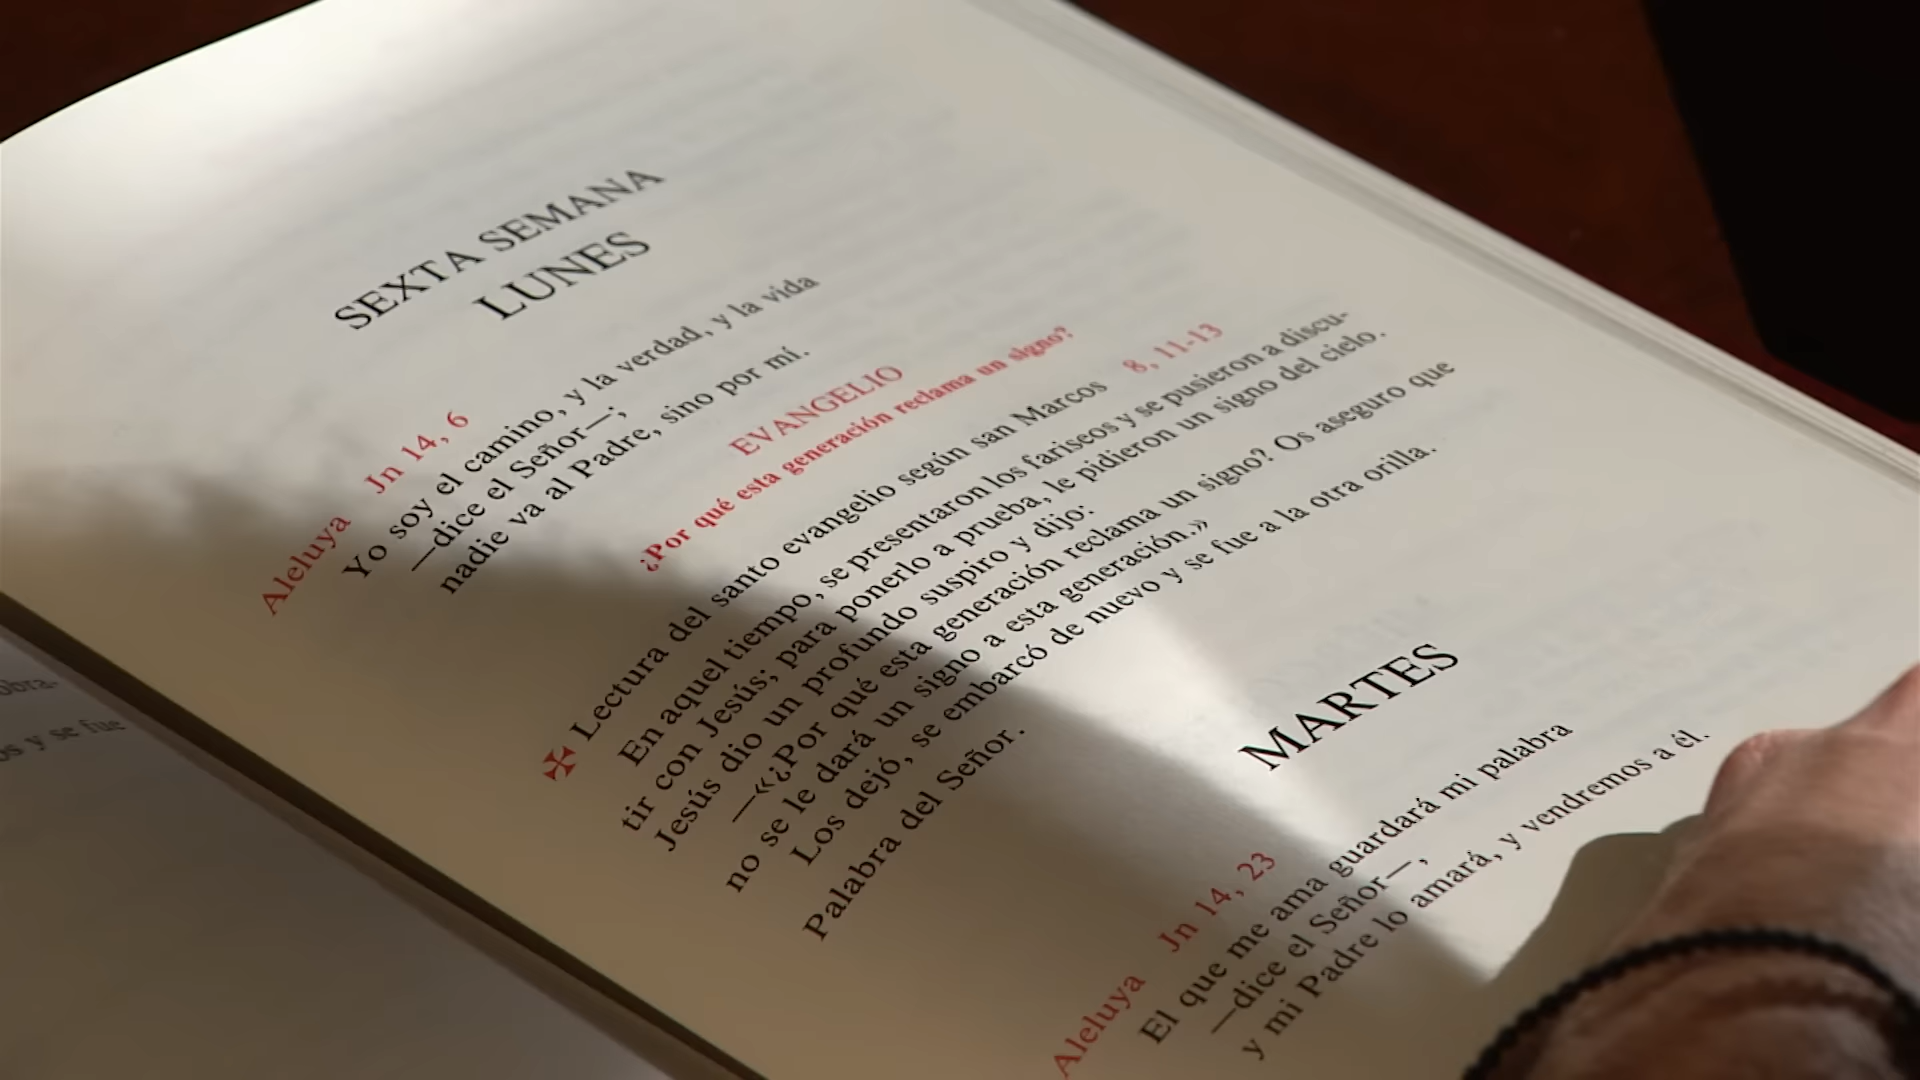 SEXTA SEMANA
LUNES
Aleluya Jn 14, 6
Yo soy el camino, y la verdad, y la vida
—dice el Señor—;
nadie va al Padre, sino por mí.
EVANGELIO
¿Por qué esta generación reclama un signo?
✠ Lectura del santo evangelio según san Marcos 8, 11-13
En aquel tiempo, se presentaron los fariseos y se pusieron a discu-
tir con Jesús; para ponerlo a prueba, le pidieron un signo del cielo.
Jesús dio un profundo suspiro y dijo:
—«¿Por qué esta generación reclama un signo? Os aseguro que
no se le dará un signo a esta generación.»
Los dejó, se embarcó de nuevo y se fue a la otra orilla.
Palabra del Señor.
MARTES
Aleluya Jn 14, 23
El que me ama guardará mi palabra
—dice el Señor—,
y mi Padre lo amará, y vendremos a él.
obra-
os y se fue